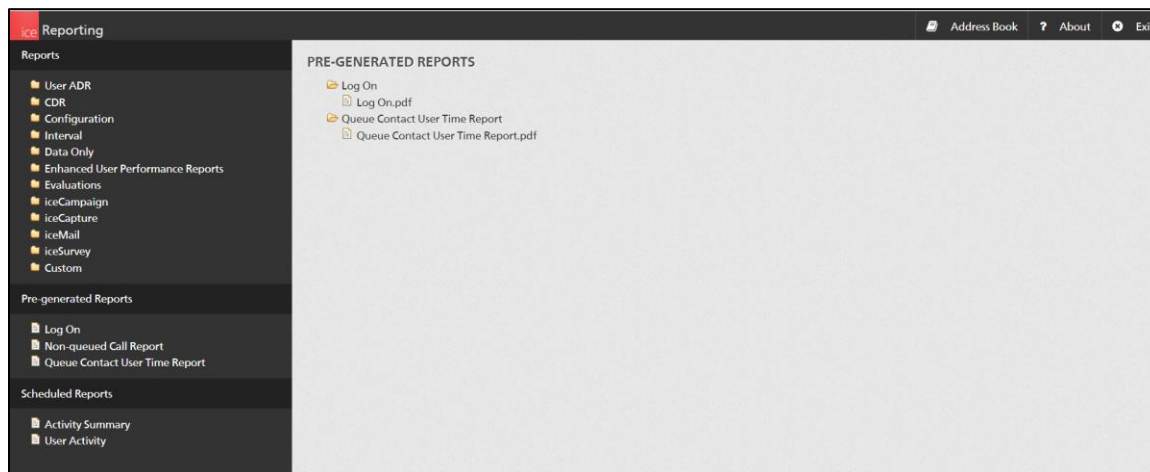 ice Reporting
Address Book ? About Exi
Reports
User ADR
CDR
Configuration
Interval
Data Only
Enhanced User Performance Reports
Evaluations
iceCampaign
iceCapture
iceMail
iceSurvey
Custom
Pre-generated Reports
Log On
Non-queued Call Report
Queue Contact User Time Report
Scheduled Reports
Activity Summary
User Activity
PRE-GENERATED REPORTS
Log On
Log On.pdf
Queue Contact User Time Report
Queue Contact User Time Report.pdf